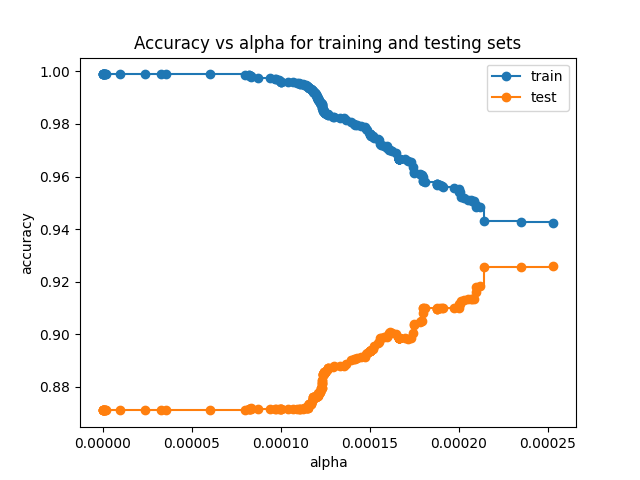 Accuracy vs alpha for training and testing sets
train
test
accuracy
1.00
0.98
0.96
0.94
0.92
0.90
0.88
0.00000
0.00005
0.00010
0.00015
0.00020
0.00025
alpha